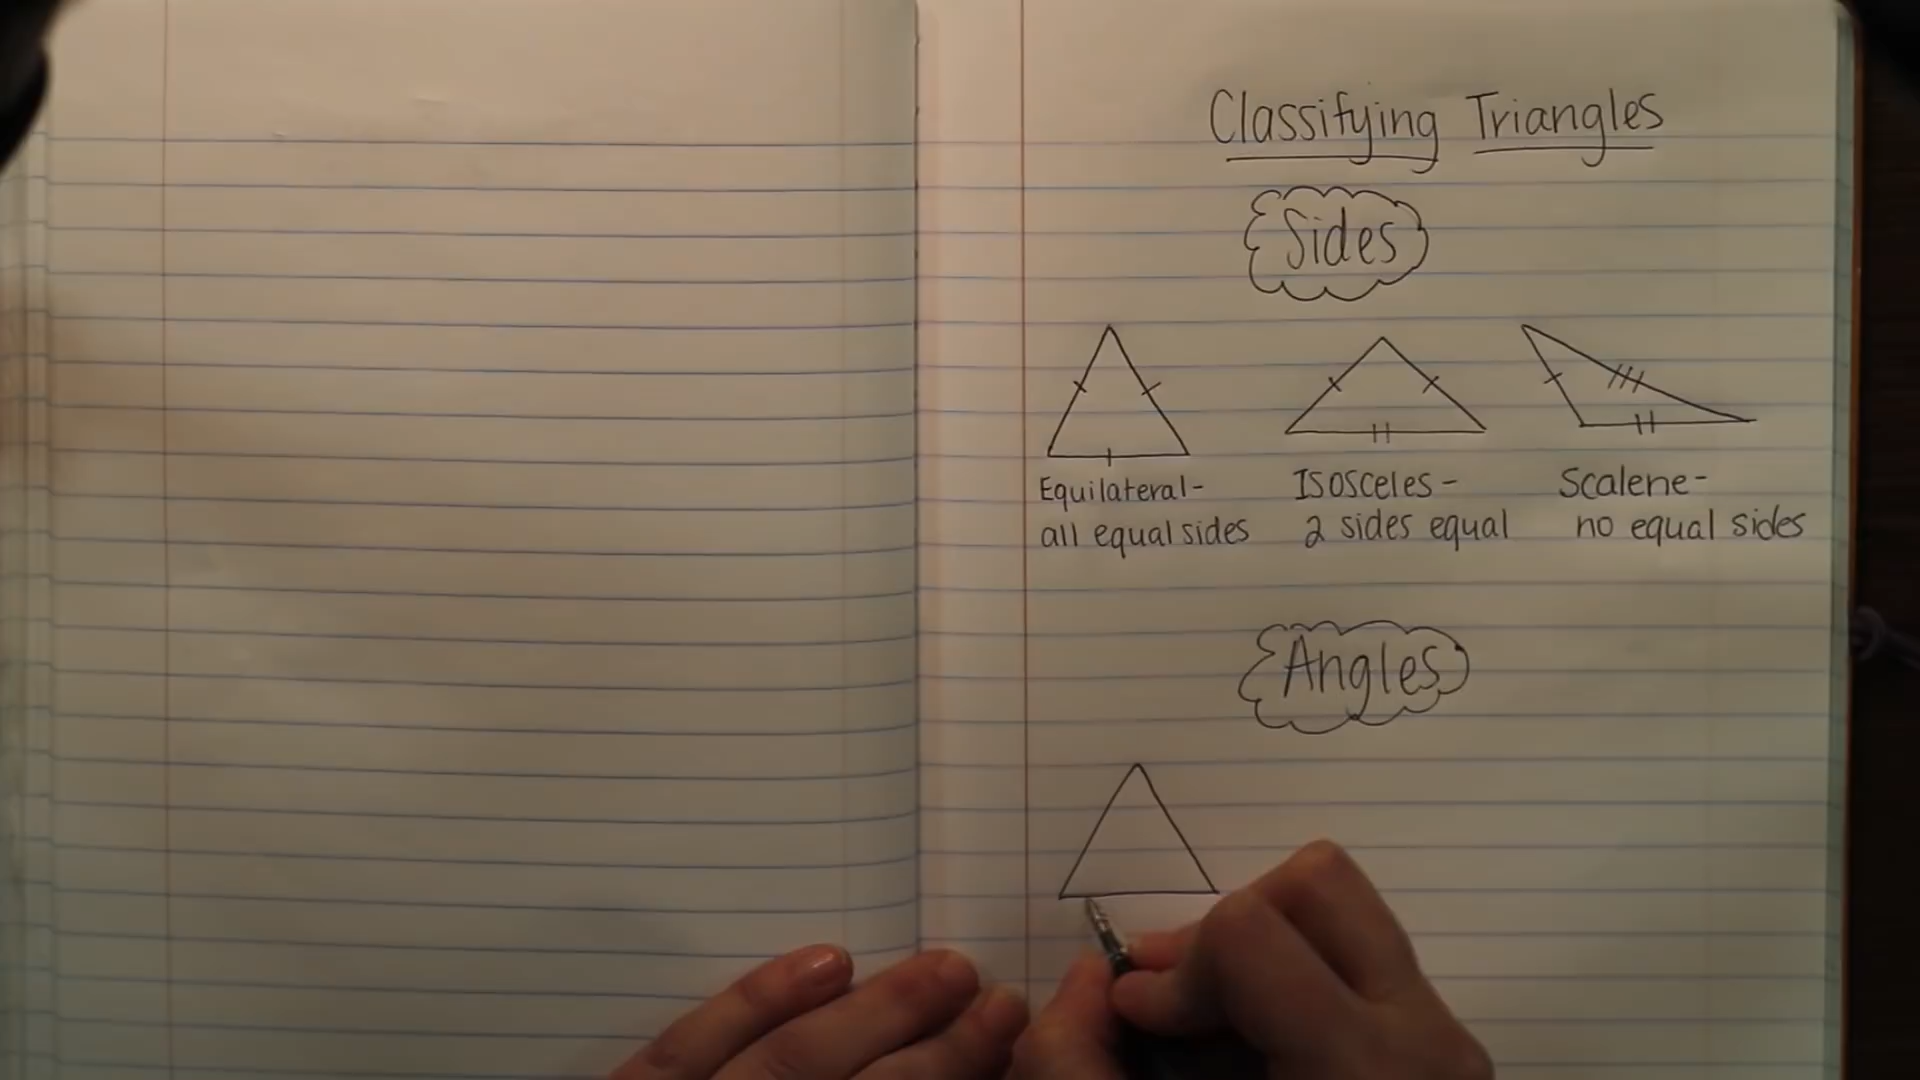 Classifying Triangles
Sides
Equilateral-
all equal sides
Isosceles-
2 sides equal
Scalene-
no equal sides
Angles